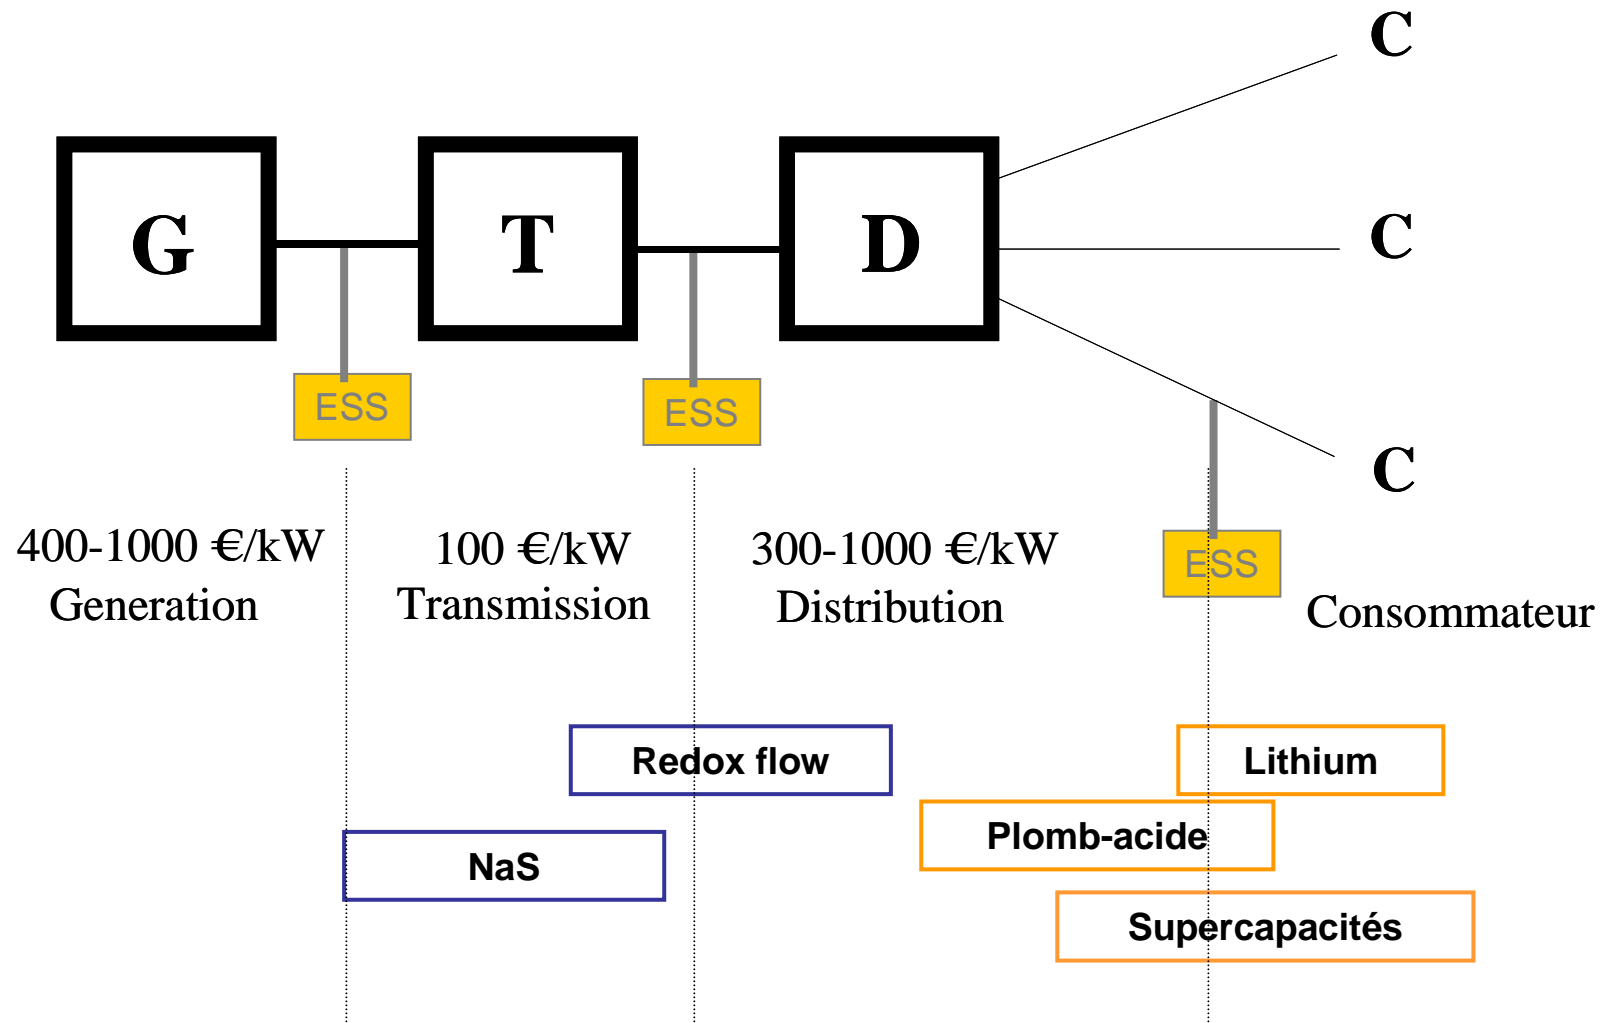 C
G
T
D
C
ESS
ESS
C
400-1000 €/kW
Generation
100 €/kW
Transmission
300-1000 €/kW
Distribution
ESS
Consommateur
Redox flow
Lithium
Plomb-acide
NaS
Supercapacités